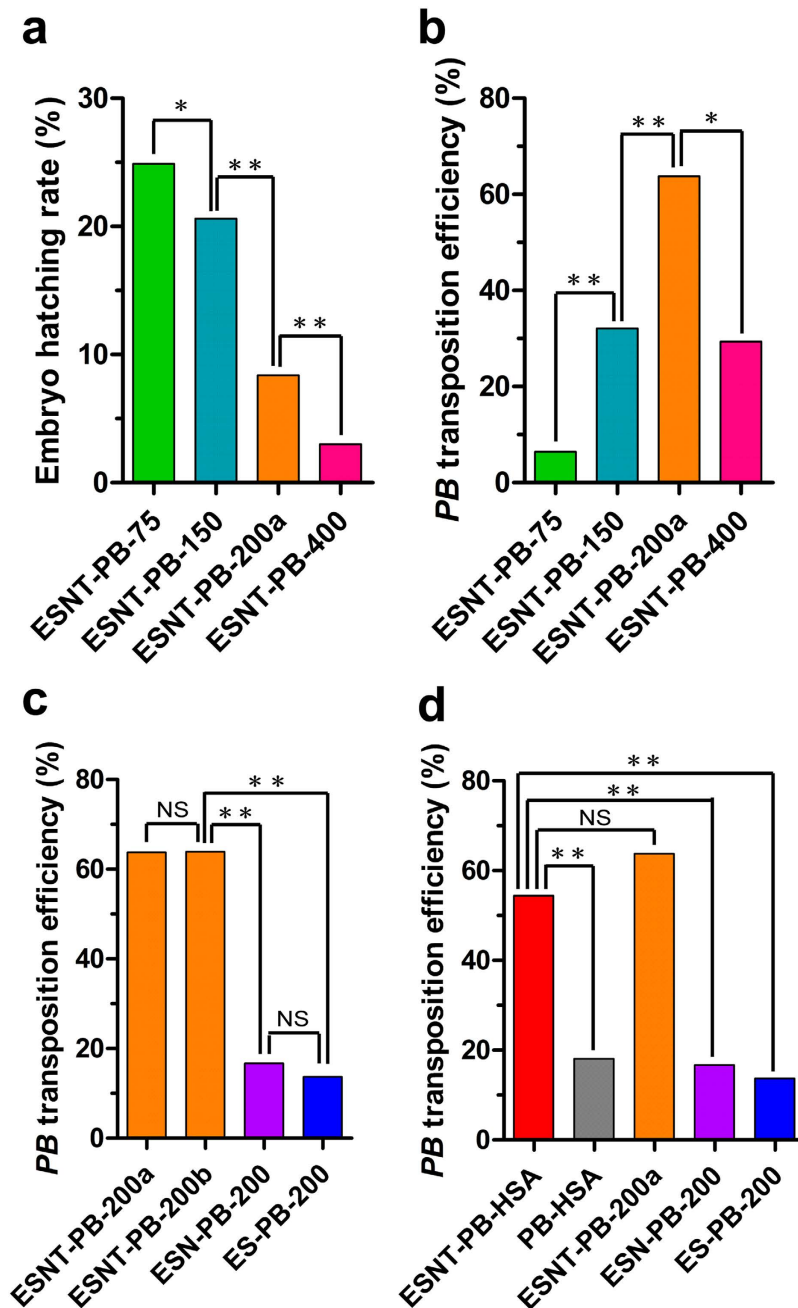 a
Embryo hatching rate (%)
30
20
10
0
*
* *
* *
ESNT-PB-75
ESNT-PB-150
ESNT-PB-200a
ESNT-PB-400
b
PB transposition efficiency (%)
80
60
40
20
0
* *
* *
*
ESNT-PB-75
ESNT-PB-150
ESNT-PB-200a
ESNT-PB-400
c
PB transposition efficiency (%)
80
60
40
20
0
NS
* *
* *
NS
ESNT-PB-200a
ESNT-PB-200b
ESN-PB-200
ES-PB-200
d
PB transposition efficiency (%)
80
60
40
20
0
* *
* *
NS
* *
ESNT-PB-HSA
PB-HSA
ESNT-PB-200a
ESN-PB-200
ES-PB-200